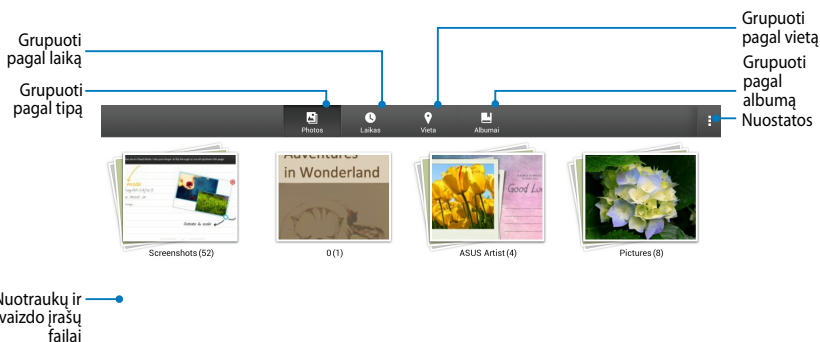 Grupuoti
pagal laiką
Grupuoti
pagal tipą
Grupuoti
pagal vietą
Grupuoti
pagal
albumą
Nuostatos
Photos
Laikas
Vieta
Albumai
Adventures
in Wonderland
Good Lu
Screenshots (52)
0 (1)
ASUS Artist (4)
Pictures (8)
Nuotraukų ir
vaizdo įrašų
failai